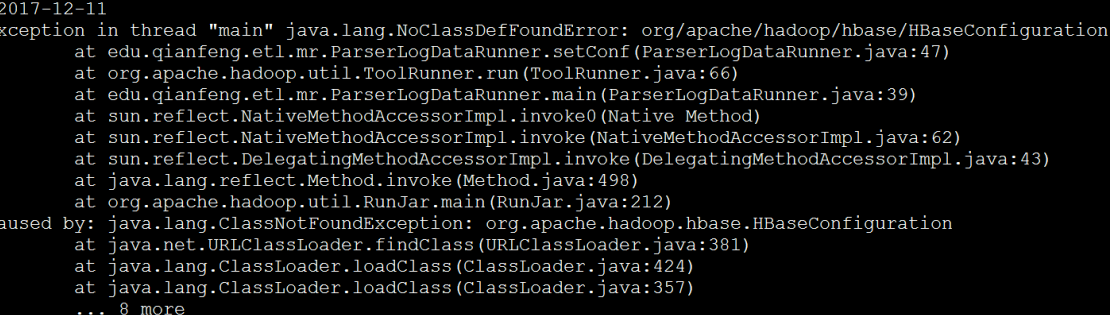 2017-12-11
xception in thread "main" java.lang.NoClassDefFoundError: org/apache/hadoop/hbase/HBaseConfiguration
at edu.qianfeng.etl.mr.ParserLogDataRunner.setConf(ParserLogDataRunner.java:47)
at org.apache.hadoop.util.ToolRunner.run(ToolRunner.java:66)
at edu.qianfeng.etl.mr.ParserLogDataRunner.main(ParserLogDataRunner.java:39)
at sun.reflect.NativeMethodAccessorImpl.invoke0(Native Method)
at sun.reflect.NativeMethodAccessorImpl.invoke(NativeMethodAccessorImpl.java:62)
at sun.reflect.DelegatingMethodAccessorImpl.invoke(DelegatingMethodAccessorImpl.java:43)
at java.lang.reflect.Method.invoke(Method.java:498)
at org.apache.hadoop.util.RunJar.main(RunJar.java:212)
aused by: java.lang.ClassNotFoundException: org.apache.hadoop.hbase.HBaseConfiguration
at java.net.URLClassLoader.findClass(URLClassLoader.java:381)
at java.lang.ClassLoader.loadClass(ClassLoader.java:424)
at java.lang.ClassLoader.loadClass(ClassLoader.java:357)
... 8 more